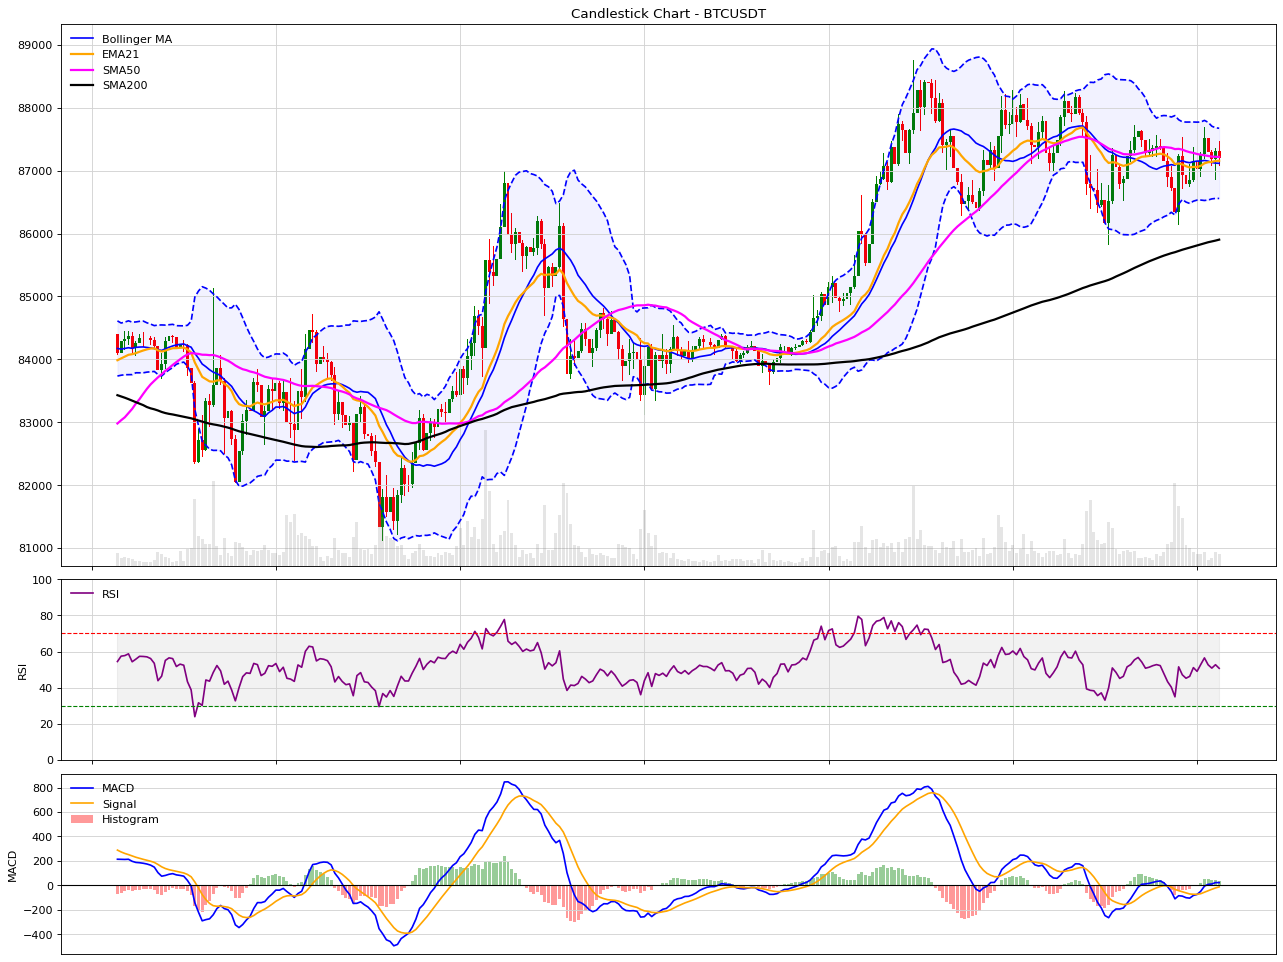 Candlestick Chart - BTCUSDT
Bollinger MA
EMA21
SMA50
SMA200
89000
88000
87000
86000
85000
84000
83000
82000
81000
RSI
100
80
60
40
20
0
RSI
MACD
Signal
Histogram
800
600
400
200
0
−200
−400
MACD